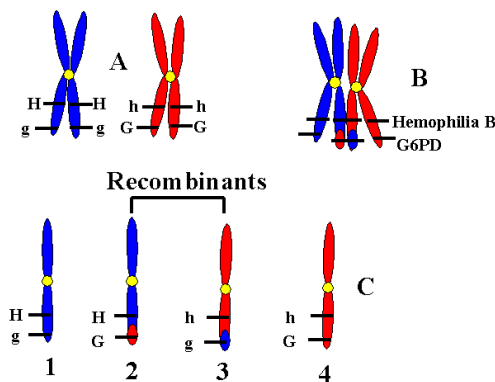 A
B
H H h h
g g G G
Hemophilia B
G6PD
Recombinants
C
H H h h
g G g G
1 2 3 4